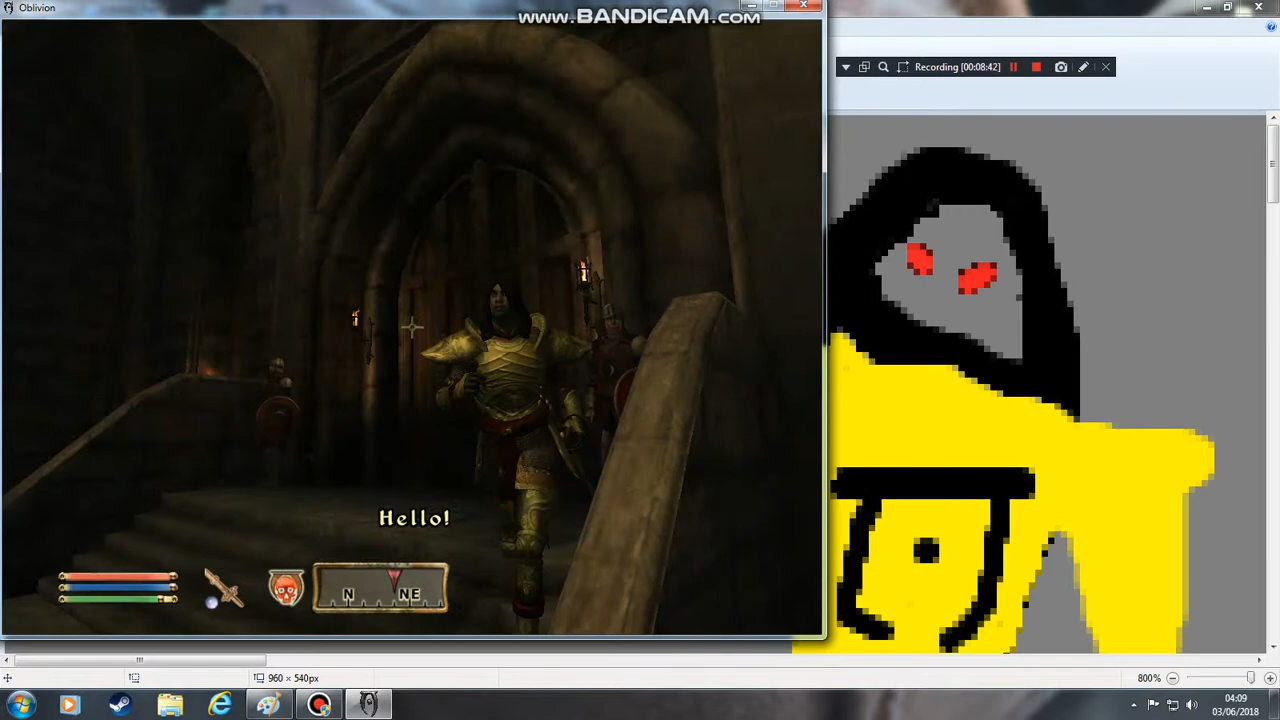 Oblivion
www.BANDICAM.com
Recording [00:08:42]
Hello!
N NE
960 × 540px
800%
04:09
03/06/2018